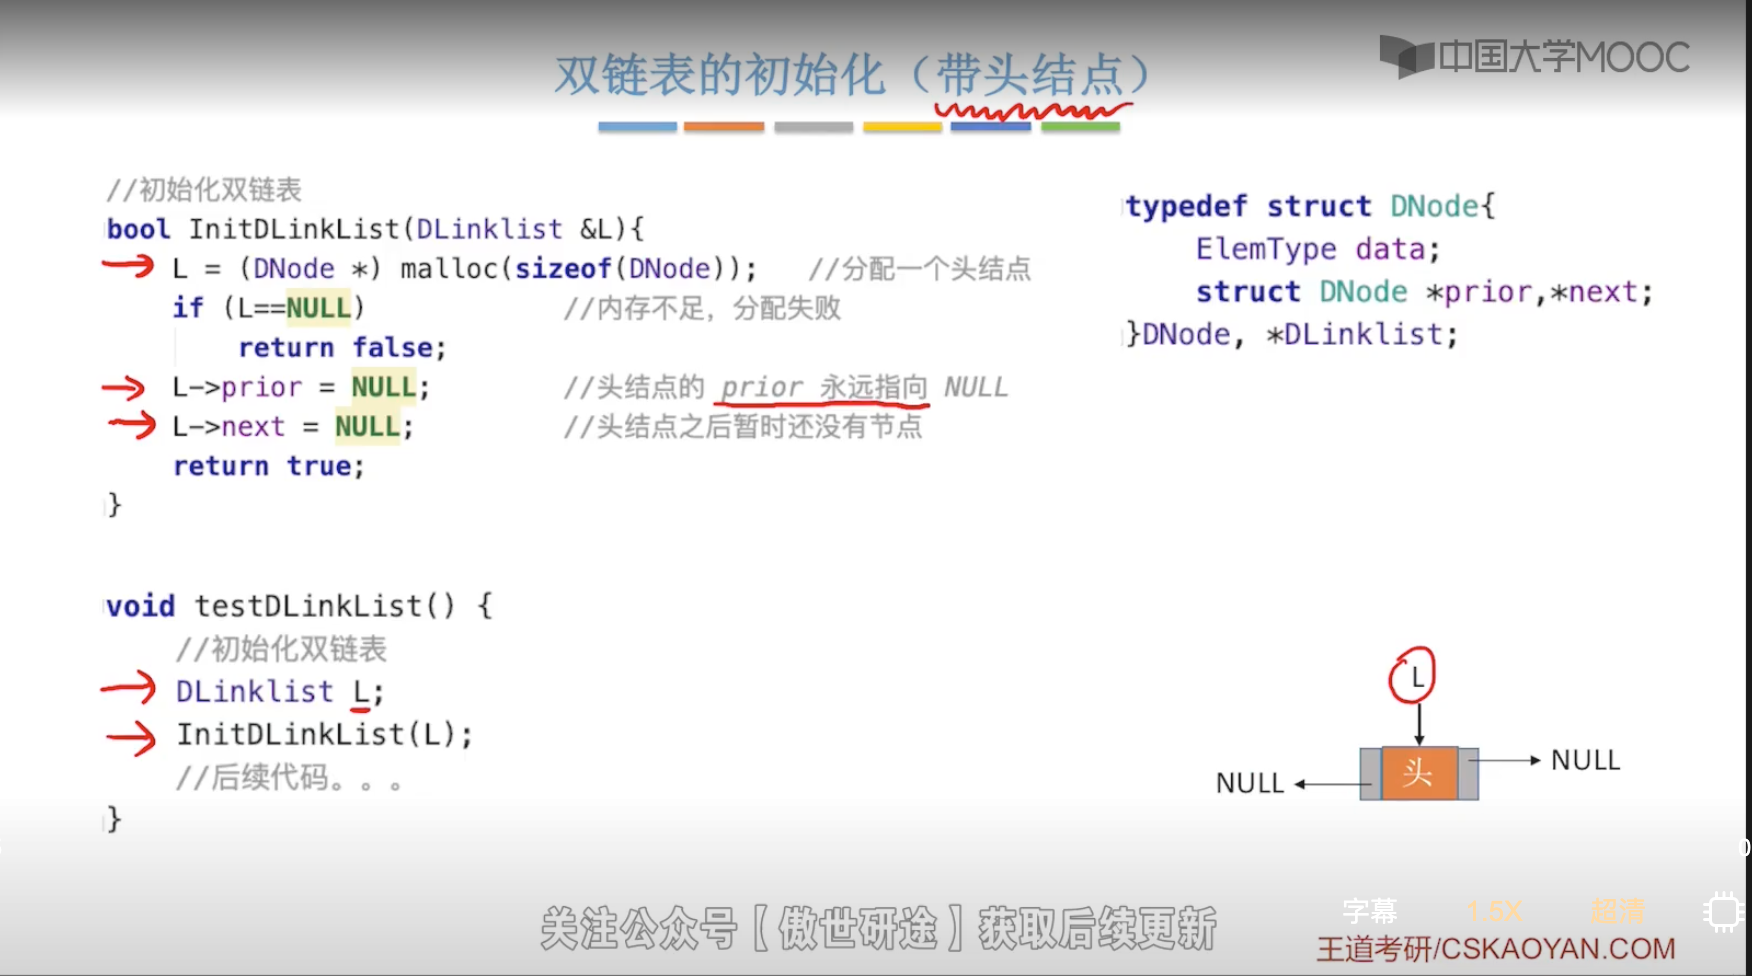 中国大学MOOC
双链表的初始化（带头结点）
//初始化双链表
bool InitDLinkList(DLinklist &L){
L = (DNode *) malloc(sizeof(DNode)); //分配一个头结点
if (L==NULL) //内存不足，分配失败
return false;
L->prior = NULL; //头结点的 prior 永远指向 NULL
L->next = NULL; //头结点之后暂时还没有节点
return true;
}
typedef struct DNode{
ElemType data;
struct DNode *prior,*next;
}DNode, *DLinklist;
void testDLinkList() {
//初始化双链表
DLinklist L;
InitDLinkList(L);
//后续代码。。。
}
L
NULL
头
NULL
关注公众号【傲世研途】获取后续更新
字幕 1.5X 超清
王道考研/CSKAOYAN.COM